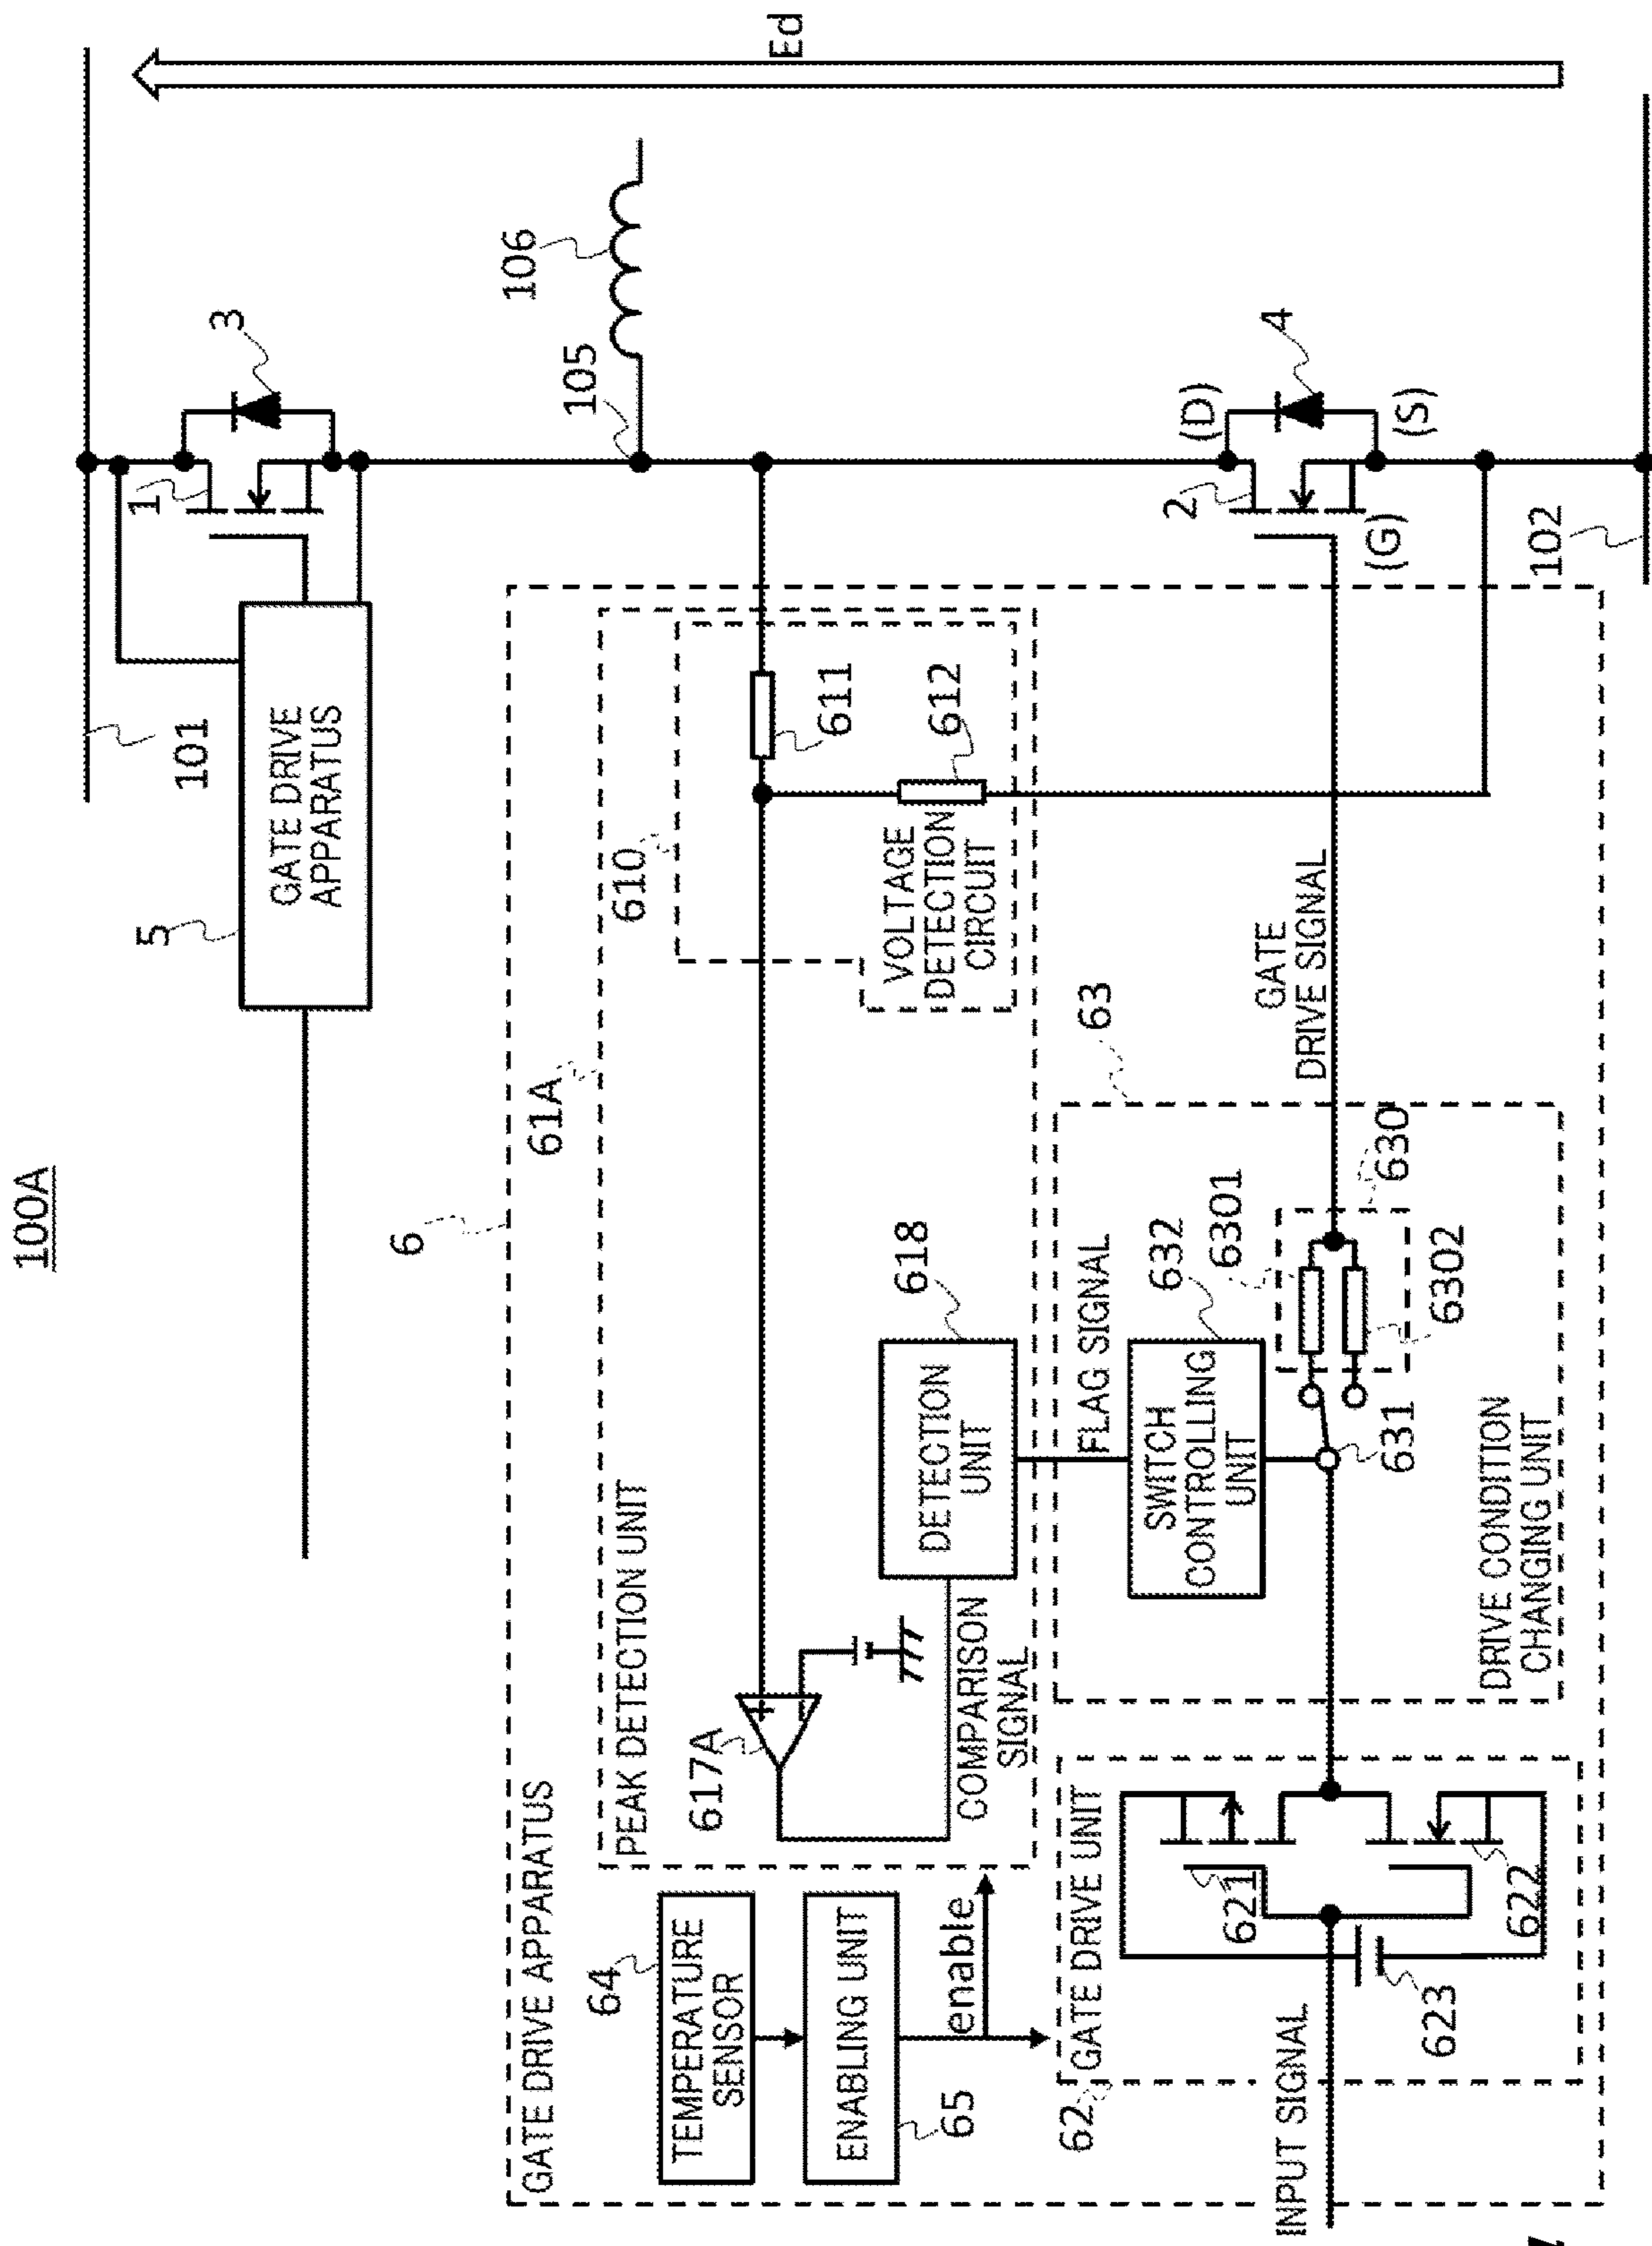 100A
Ed
101
1
3
5
GATE DRIVE
APPARATUS
105
106
6
GATE DRIVE APPARATUS
61A
PEAK DETECTION UNIT
610
611
612
VOLTAGE
DETECTION
CIRCUIT
617A
COMPARISON
SIGNAL
618
DETECTION
UNIT
64
TEMPERATURE
SENSOR
ENABLING UNIT
65
enable
62
GATE DRIVE UNIT
621
622
623
INPUT SIGNAL
63
FLAG SIGNAL
632
SWITCH
CONTROLLING
UNIT
631
630
6301
6302
DRIVE CONDITION
CHANGING UNIT
GATE
DRIVE SIGNAL
2
(D)
(G)
(S)
4
102